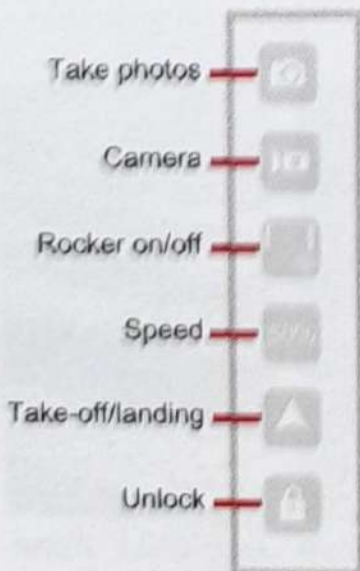 Take photos
Camera
Rocker on/off
Speed
Take-off/landing
Unlock